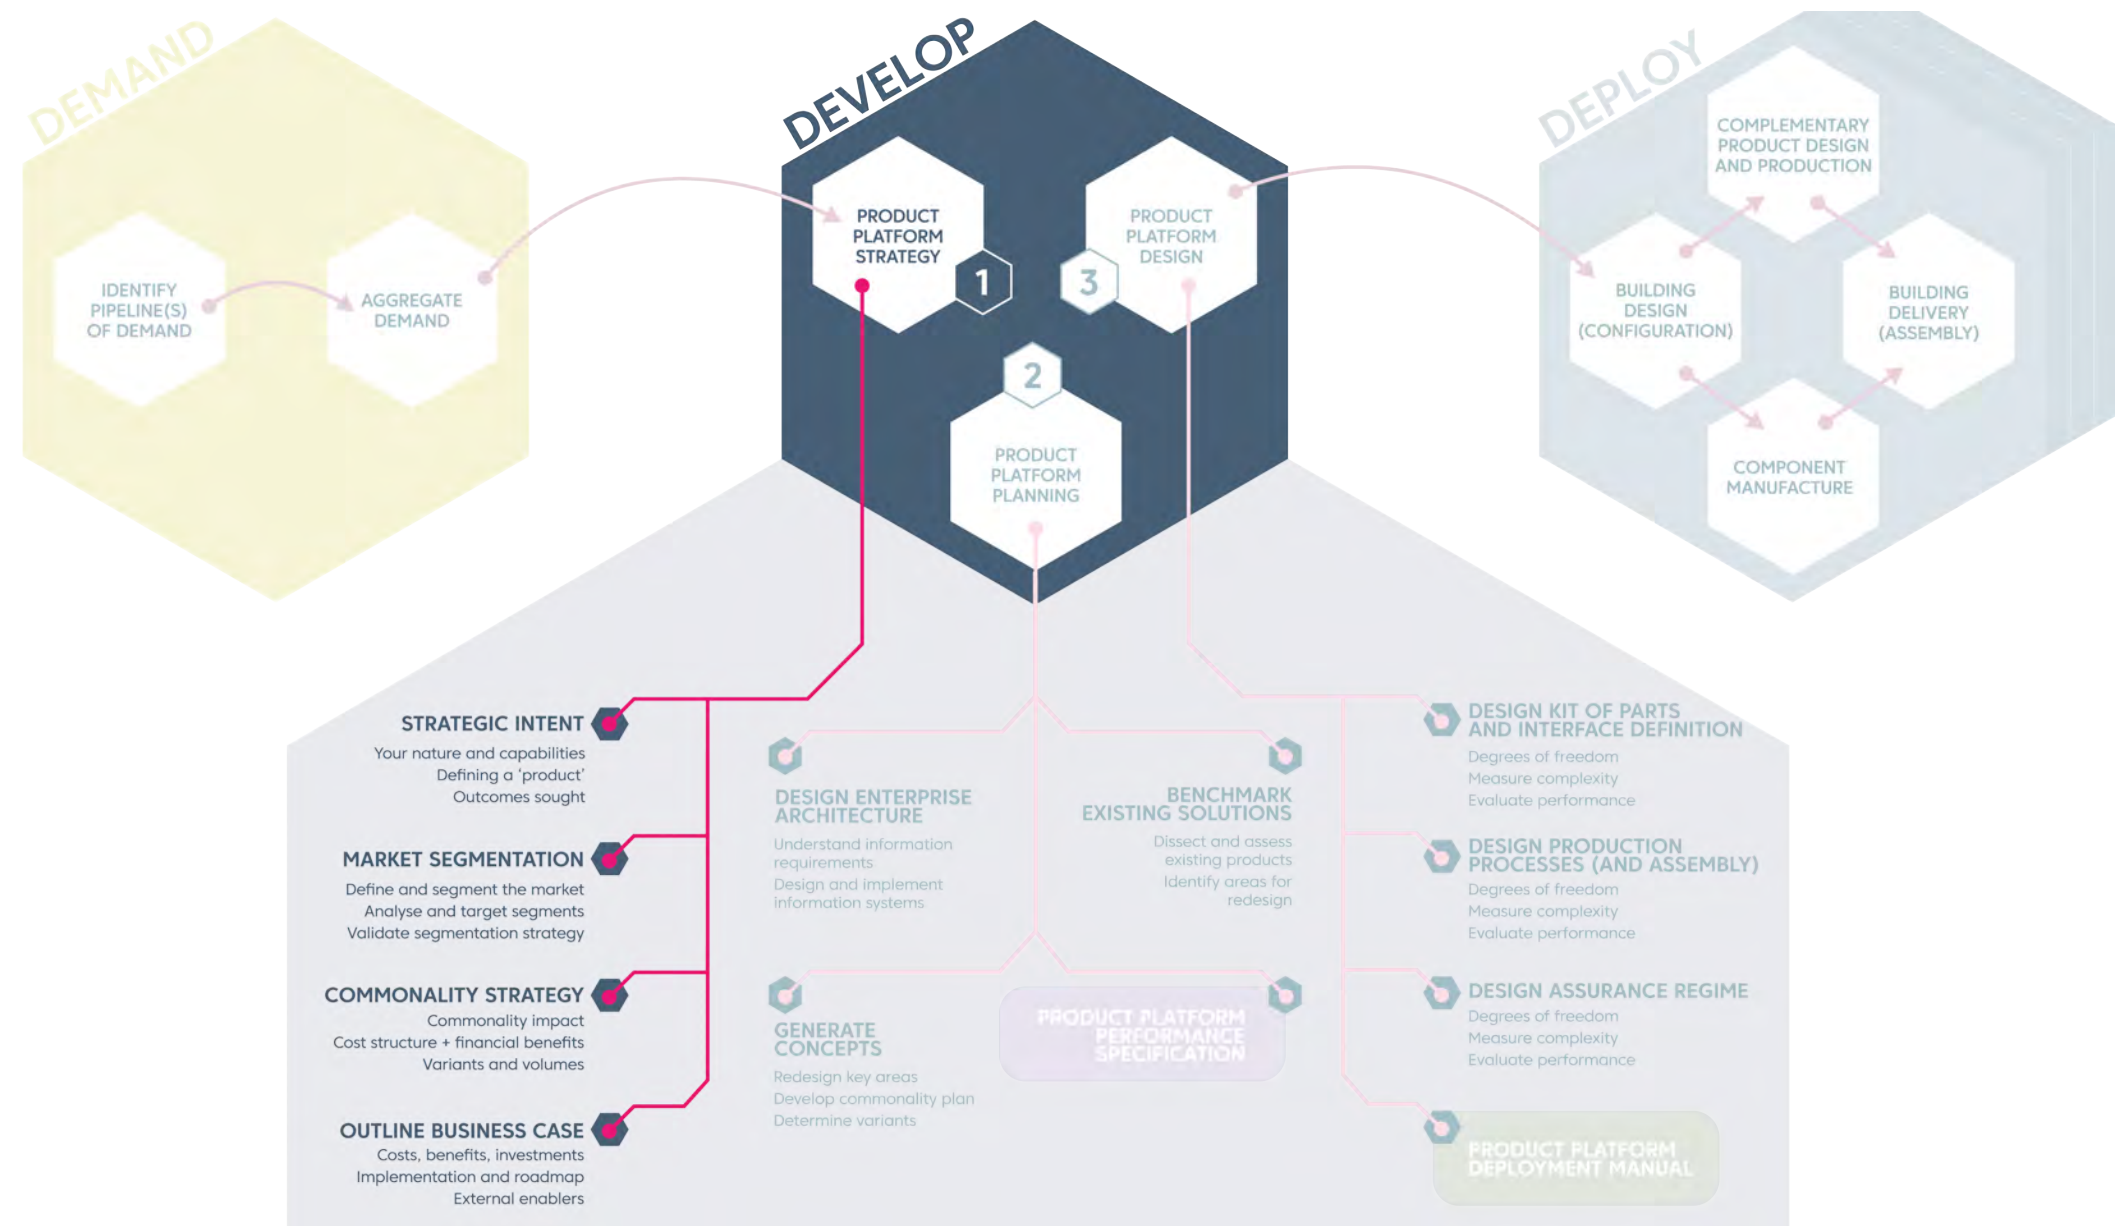 DEMAND
IDENTIFY
PIPELINE(S)
OF DEMAND
AGGREGATE
DEMAND
DEVELOP
PRODUCT
PLATFORM
STRATEGY
1
3
PRODUCT
PLATFORM
DESIGN
2
PRODUCT
PLATFORM
PLANNING
DEPLOY
COMPLEMENTARY
PRODUCT DESIGN
AND PRODUCTION
BUILDING
DESIGN
(CONFIGURATION)
BUILDING
DELIVERY
(ASSEMBLY)
COMPONENT
MANUFACTURE
STRATEGIC INTENT
Your nature and capabilities
Defining a ‘product’
Outcomes sought
MARKET SEGMENTATION
Define and segment the market
Analyse and target segments
Validate segmentation strategy
COMMONALITY STRATEGY
Commonality impact
Cost structure + financial benefits
Variants and volumes
OUTLINE BUSINESS CASE
Costs, benefits, investments
Implementation and roadmap
External enablers
DESIGN ENTERPRISE
ARCHITECTURE
Understand information
requirements
Design and implement
information systems
BENCHMARK
EXISTING SOLUTIONS
Dissect and assess
existing products
Identify areas for
redesign
GENERATE
CONCEPTS
Redesign key areas
Develop commonality plan
Determine variants
PRODUCT PLATFORM
PERFORMANCE
SPECIFICATION
DESIGN KIT OF PARTS
AND INTERFACE DEFINITION
Degrees of freedom
Measure complexity
Evaluate performance
DESIGN PRODUCTION
PROCESSES (AND ASSEMBLY)
Degrees of freedom
Measure complexity
Evaluate performance
DESIGN ASSURANCE REGIME
Degrees of freedom
Measure complexity
Evaluate performance
PRODUCT PLATFORM
DEPLOYMENT MANUAL